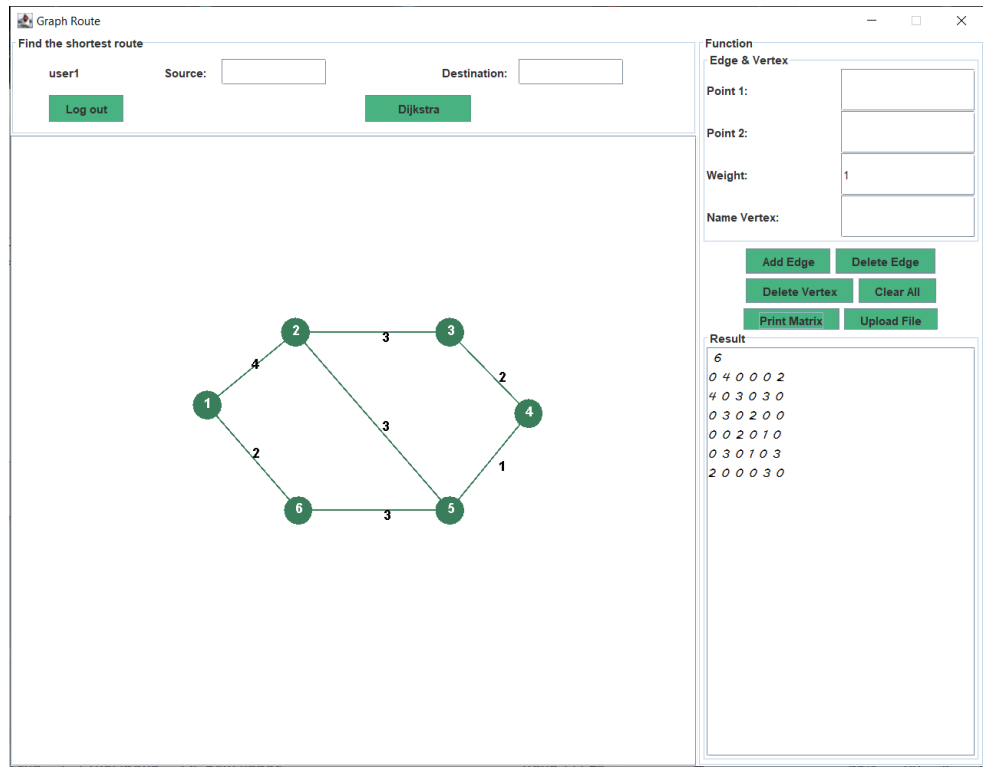 Graph Route
Find the shortest route
user1 Source: Destination:
Log out Dijkstra
Function
Edge & Vertex
Point 1:
Point 2:
Weight: 1
Name Vertex:
Add Edge Delete Edge
Delete Vertex Clear All
Print Matrix Upload File
Result
6
0 4 0 0 0 2
4 0 3 0 3 0
0 3 0 2 0 0
0 0 2 0 1 0
0 3 0 1 0 3
2 0 0 0 3 0
2 3 3
4 2
1 4
3
2 1
6 3 5